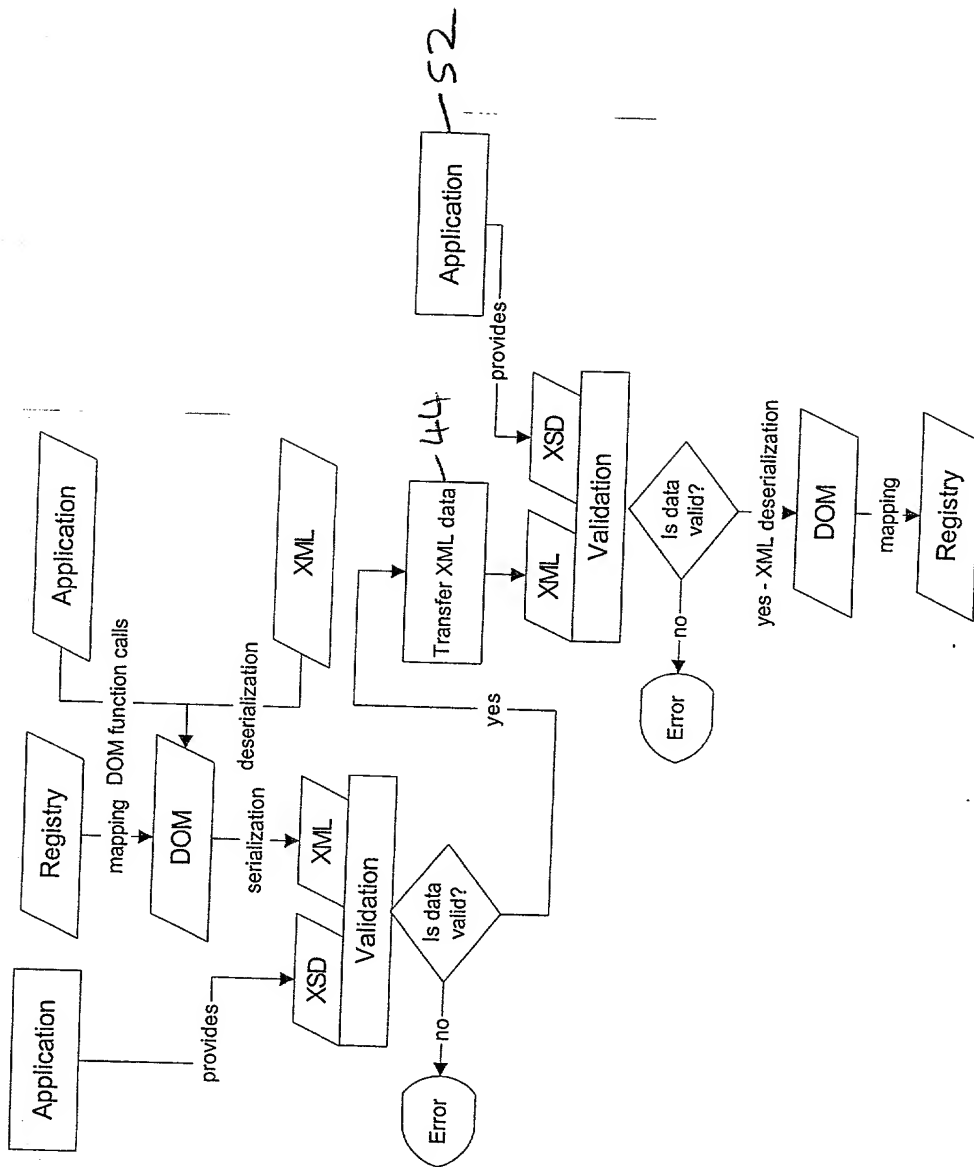 Application
Registry
Application
provides
mapping
DOM function calls
DOM
deserialization
XML
serialization
XSD
XML
Validation
Is data
valid?
no
Error
yes
Transfer XML data
44
Application
52
provides
XML
XSD
Validation
Is data
valid?
no
Error
yes - XML deserialization
DOM
mapping
Registry